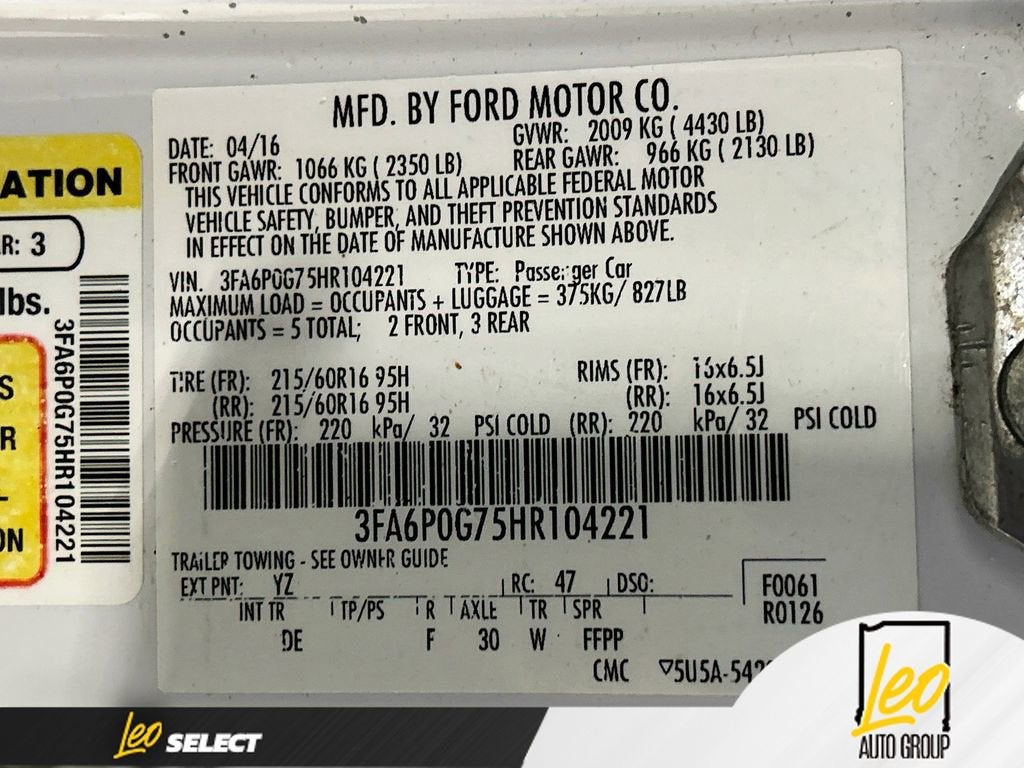 MFD. BY FORD MOTOR CO.
DATE: 04/16
GVWR: 2009 KG ( 4430 LB)
FRONT GAWR: 1066 KG ( 2350 LB)
REAR GAWR: 966 KG ( 2130 LB)
THIS VEHICLE CONFORMS TO ALL APPLICABLE FEDERAL MOTOR
VEHICLE SAFETY, BUMPER, AND THEFT PREVENTION STANDARDS
IN EFFECT ON THE DATE OF MANUFACTURE SHOWN ABOVE.
VIN. 3FA6P0G75HR104221 TYPE: Passenger Car
MAXIMUM LOAD = OCCUPANTS + LUGGAGE = 375KG/ 827LB
OCCUPANTS = 5 TOTAL; 2 FRONT, 3 REAR
TIRE (FR): 215/60R16 95H RIMS (FR): 16x6.5J
(RR): 215/60R16 95H (RR): 16x6.5J
PRESSURE (FR): 220 kPa/ 32 PSI COLD (RR): 220 kPa/ 32 PSI COLD
3FA6P0G75HR104221
TRAILER TOWING - SEE OWNER GUIDE
EXT PNT: YZ RC: 47 DSO:
F0061
R0126
INT TR TP/PS R AXLE TR SPR
DE F 30 W FFPP
CMC ▽5U5A-542
ATION
R: 3
lbs.
3FA6P0G75HR104221
S
R
L
ON
Leo SELECT
Leo
AUTO GROUP